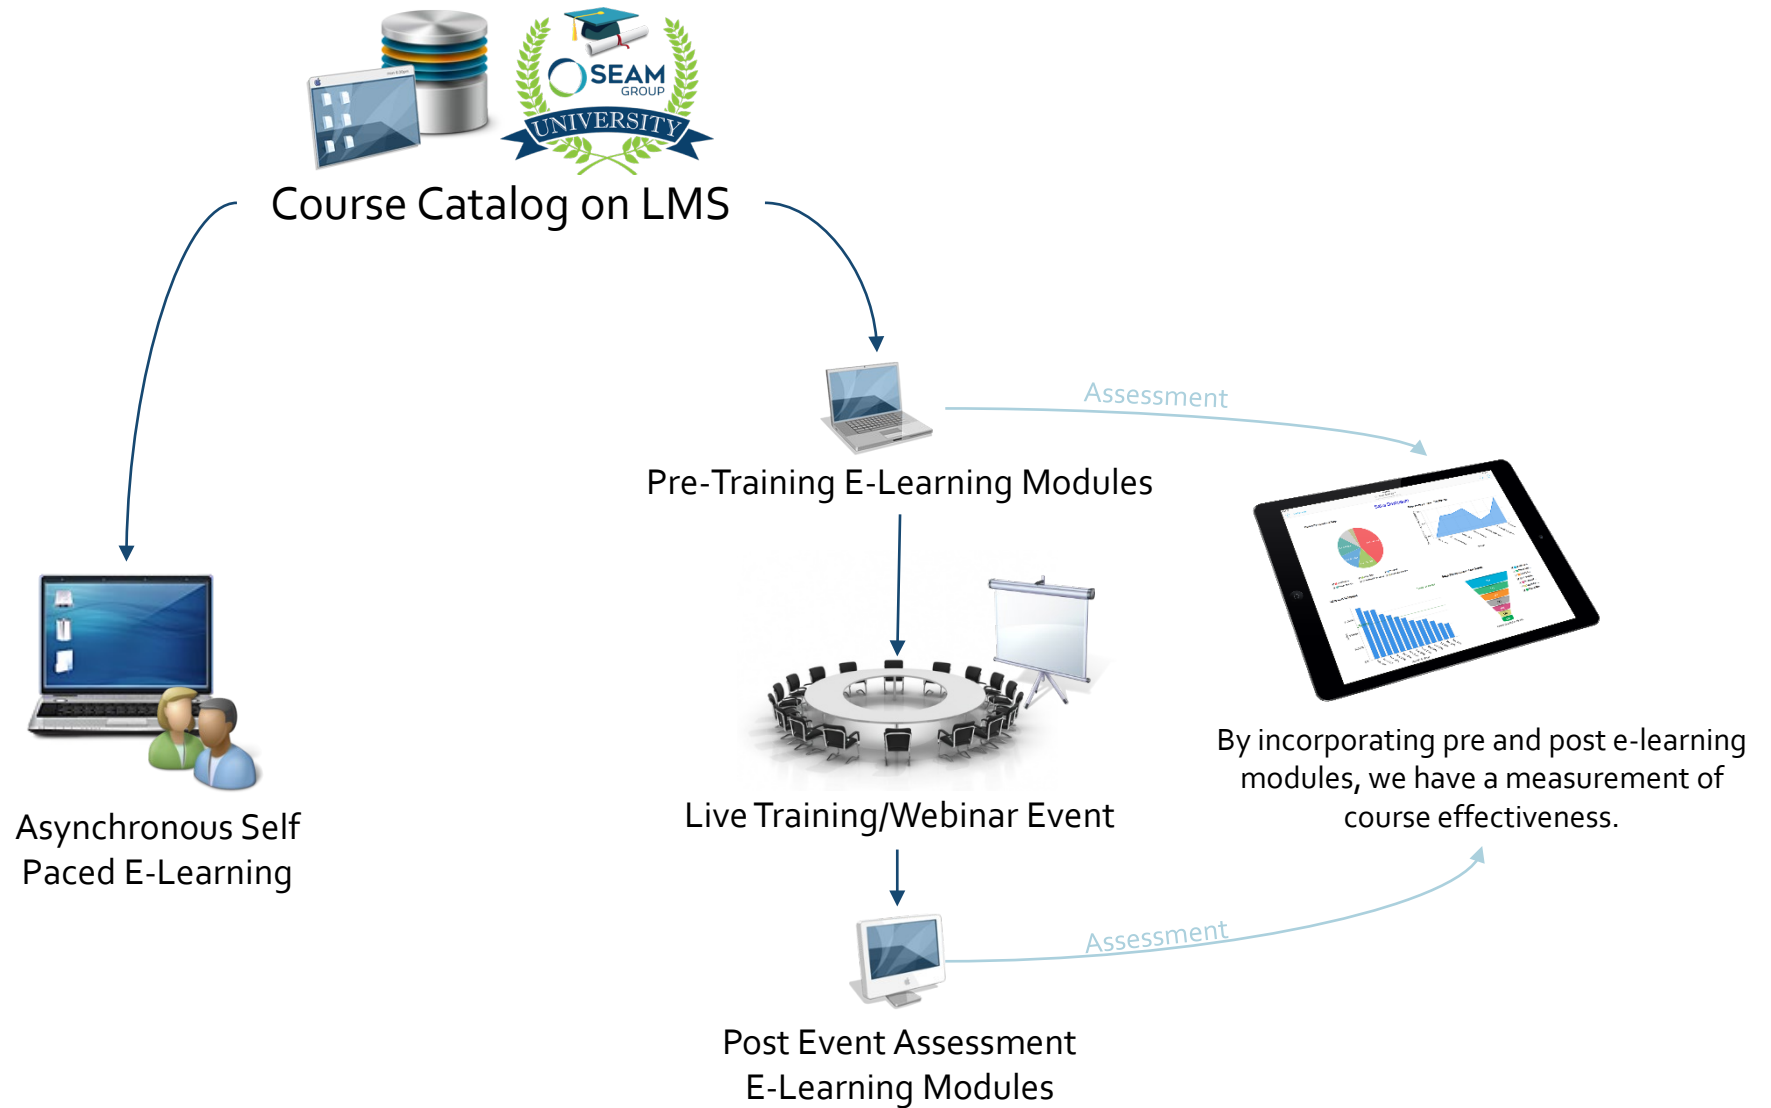 SEAM
GROUP
UNIVERSITY
Course Catalog on LMS
Assessment
Pre-Training E-Learning Modules
Live Training/Webinar Event
By incorporating pre and post e-learning
modules, we have a measurement of
course effectiveness.
Asynchronous Self
Paced E-Learning
Assessment
Post Event Assessment
E-Learning Modules